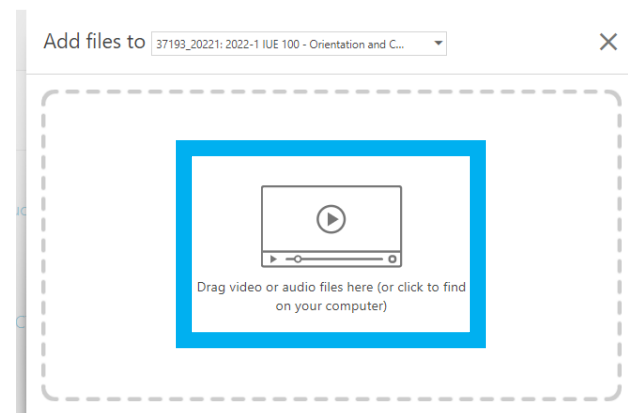 Add files to 37193_20221: 2022-1 IUE 100 - Orientation and C...
Drag video or audio files here (or click to find
on your computer)